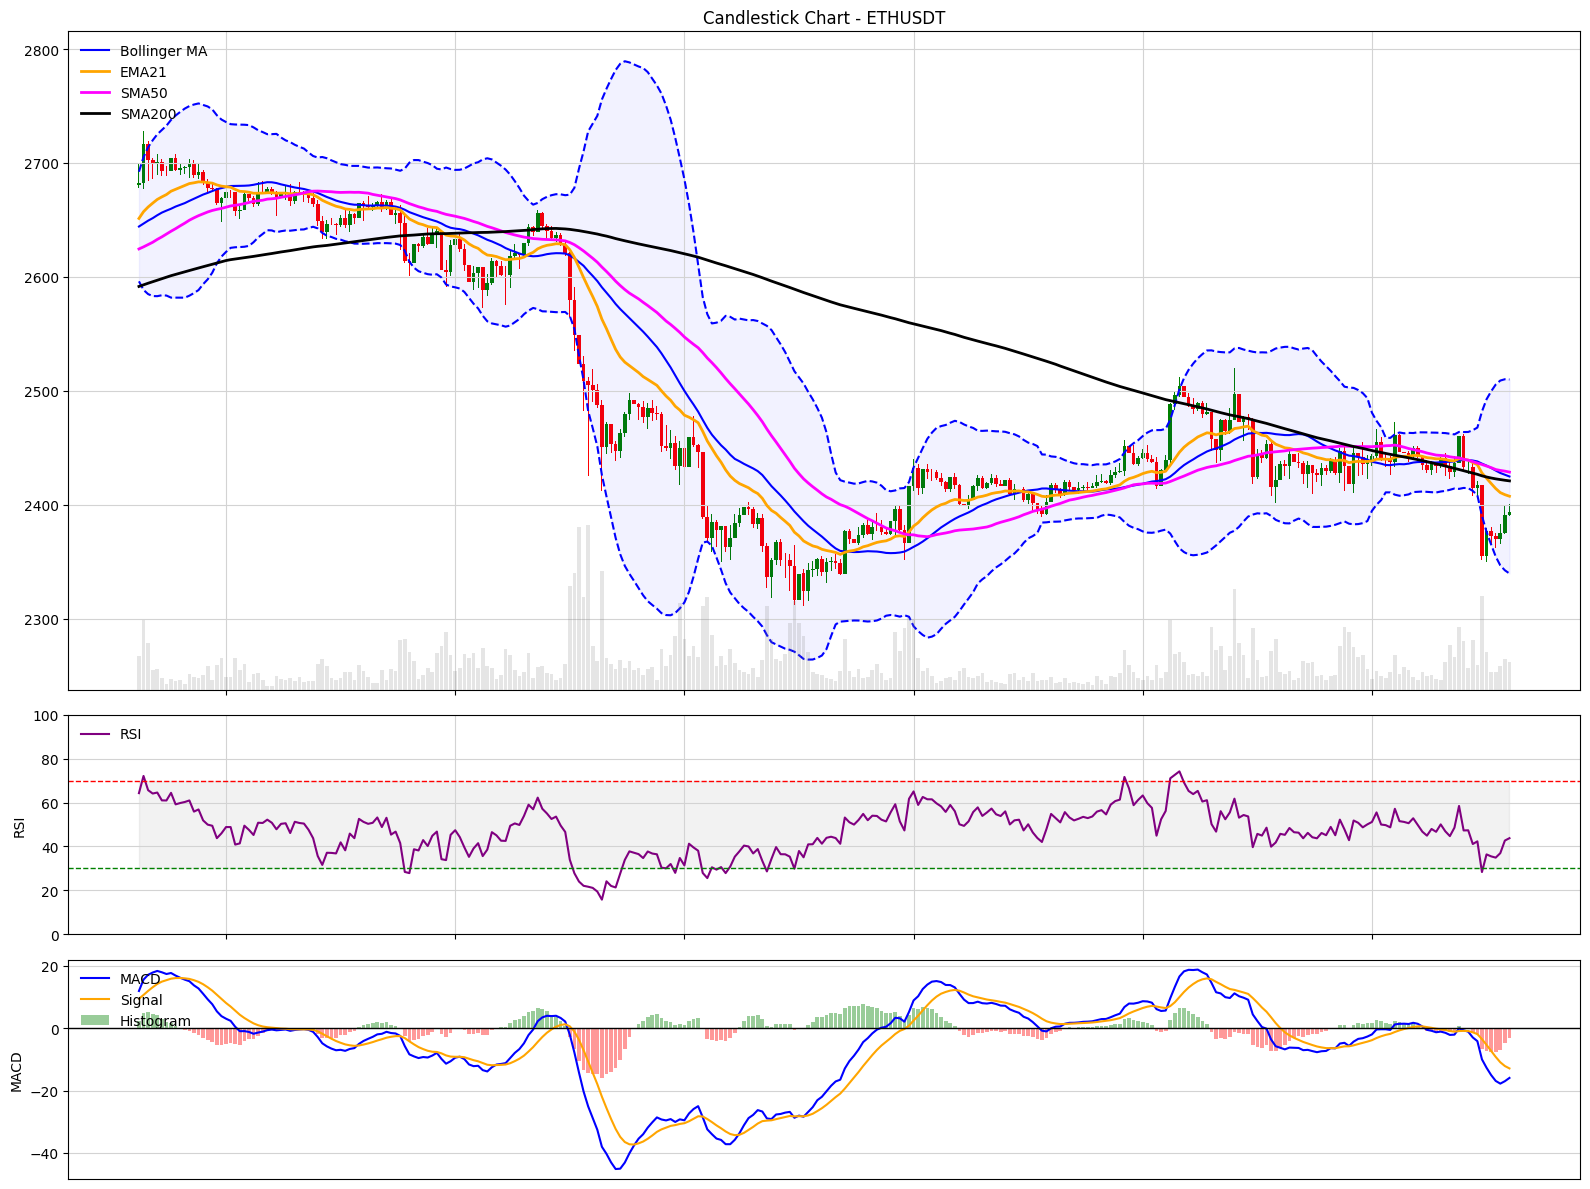 Candlestick Chart - ETHUSDT
Bollinger MA
EMA21
SMA50
SMA200
2800
2700
2600
2500
2400
2300
RSI
100
80
60
40
20
0
RSI
MACD
Signal
Histogram
20
0
−20
−40
MACD